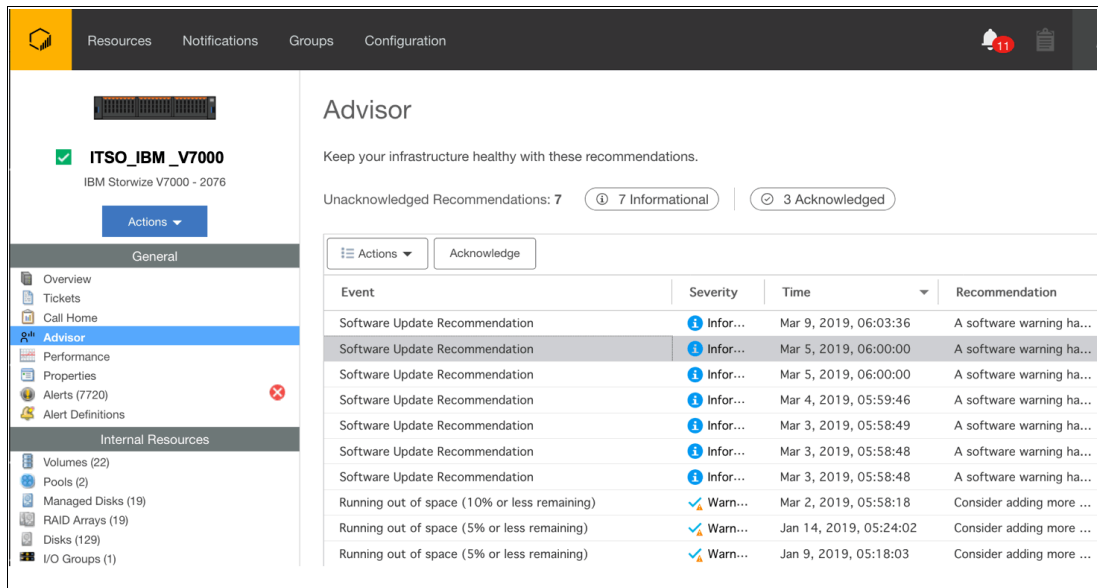 Resources Notifications Groups Configuration 11
ITSO_IBM _V7000
IBM Storwize V7000 - 2076
Actions
General
Overview
Tickets
Call Home
Advisor
Performance
Properties
Alerts (7720)
Alert Definitions
Internal Resources
Volumes (22)
Pools (2)
Managed Disks (19)
RAID Arrays (19)
Disks (129)
I/O Groups (1)
Advisor
Keep your infrastructure healthy with these recommendations.
Unacknowledged Recommendations: 7 7 Informational 3 Acknowledged
Actions Acknowledge
Event Severity Time Recommendation
Software Update Recommendation Infor... Mar 9, 2019, 06:03:36 A software warning ha...
Software Update Recommendation Infor... Mar 5, 2019, 06:00:00 A software warning ha...
Software Update Recommendation Infor... Mar 5, 2019, 06:00:00 A software warning ha...
Software Update Recommendation Infor... Mar 4, 2019, 05:59:46 A software warning ha...
Software Update Recommendation Infor... Mar 3, 2019, 05:58:49 A software warning ha...
Software Update Recommendation Infor... Mar 3, 2019, 05:58:48 A software warning ha...
Software Update Recommendation Infor... Mar 3, 2019, 05:58:48 A software warning ha...
Running out of space (10% or less remaining) Warn... Mar 2, 2019, 05:58:18 Consider adding more ...
Running out of space (5% or less remaining) Warn... Jan 14, 2019, 05:24:02 Consider adding more ...
Running out of space (5% or less remaining) Warn... Jan 9, 2019, 05:18:03 Consider adding more ...